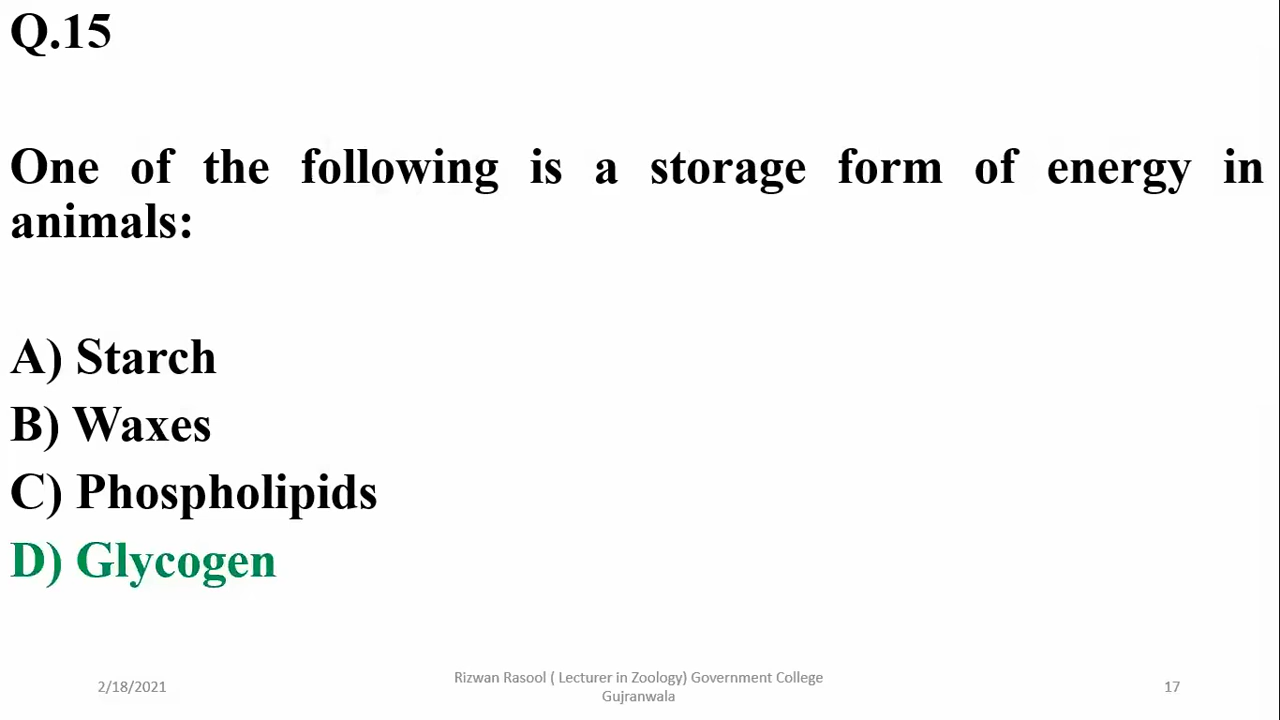 Q.15
One of the following is a storage form of energy in
animals:
A) Starch
B) Waxes
C) Phospholipids
D) Glycogen
2/18/2021
Rizwan Rasool ( Lecturer in Zoology) Government College
Gujranwala
17